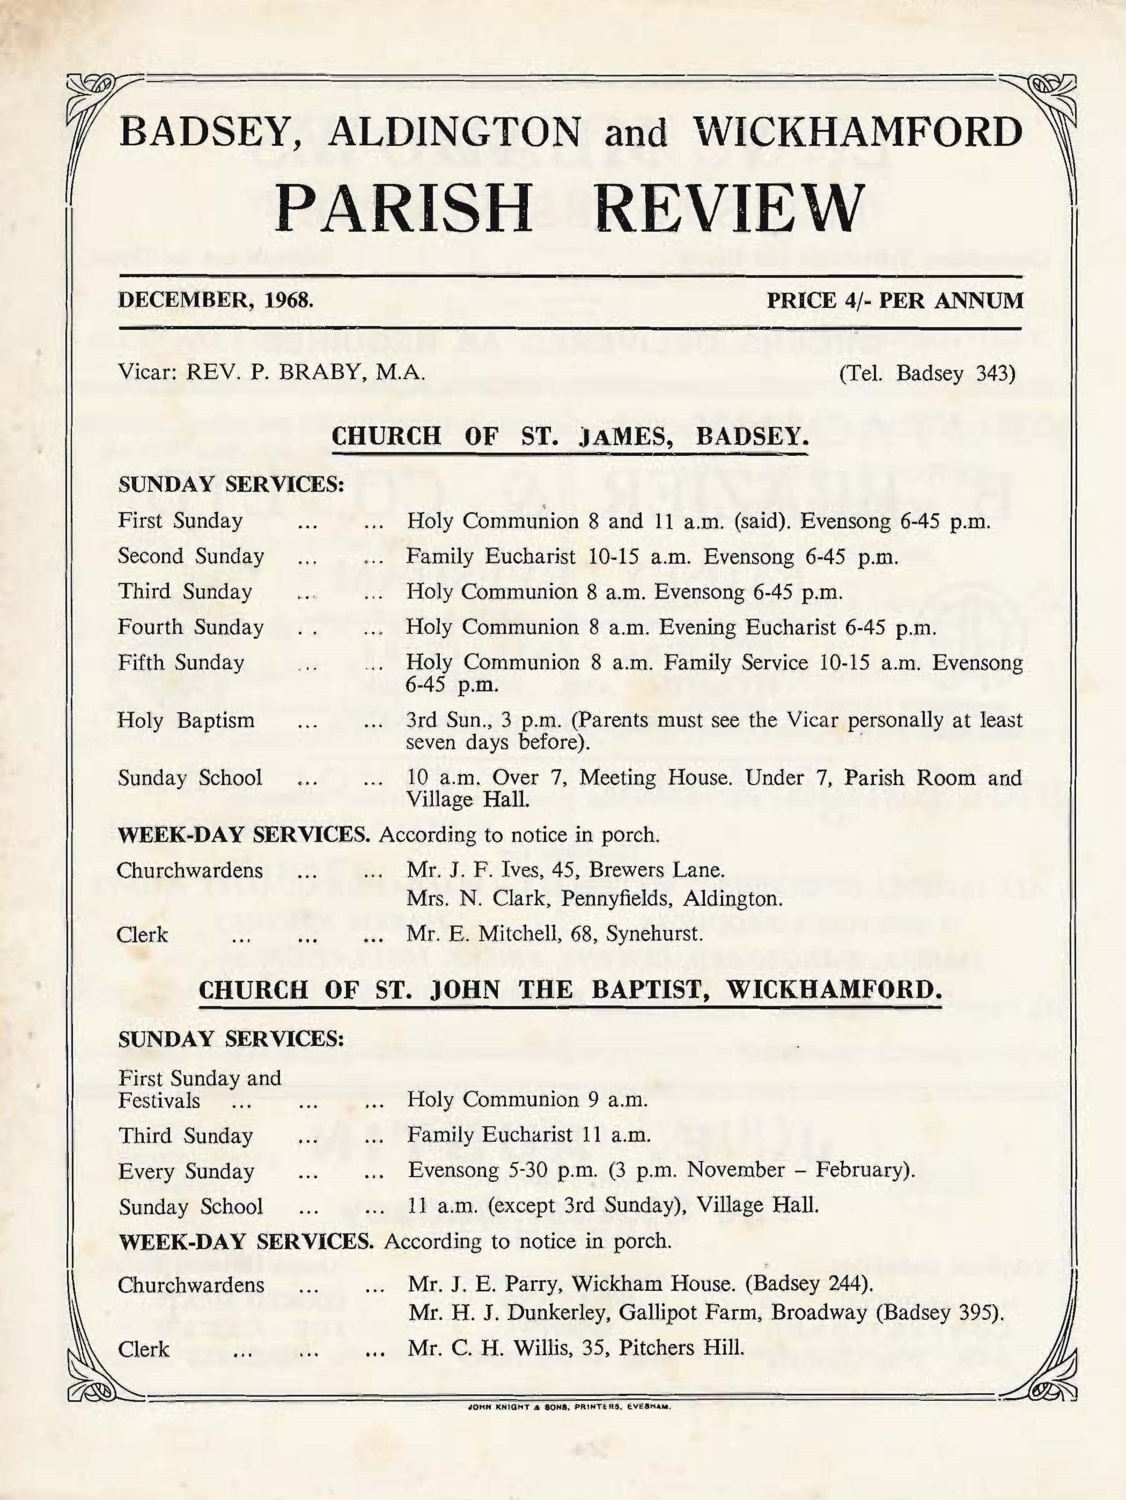 BADSEY, ALDINGTON and WICKHAMFORD
PARISH REVIEW
DECEMBER, 1968. PRICE 4/- PER ANNUM
Vicar: REV. P. BRABY, M.A. (Tel. Badsey 343)
CHURCH OF ST. JAMES, BADSEY.
SUNDAY SERVICES:
First Sunday ... ... Holy Communion 8 and 11 a.m. (said). Evensong 6-45 p.m.
Second Sunday ... ... Family Eucharist 10-15 a.m. Evensong 6-45 p.m.
Third Sunday ... ... Holy Communion 8 a.m. Evensong 6-45 p.m.
Fourth Sunday . . ... Holy Communion 8 a.m. Evening Eucharist 6-45 p.m.
Fifth Sunday ... ... Holy Communion 8 a.m. Family Service 10-15 a.m. Evensong
6-45 p.m.
Holy Baptism ... ... 3rd Sun., 3 p.m. (Parents must see the Vicar personally at least
seven days before).
Sunday School ... ... 10 a.m. Over 7, Meeting House. Under 7, Parish Room and
Village Hall.
WEEK-DAY SERVICES. According to notice in porch.
Churchwardens ... ... Mr. J. F. Ives, 45, Brewers Lane.
Mrs. N. Clark, Pennyfields, Aldington.
Clerk ... ... ... Mr. E. Mitchell, 68, Synehurst.
CHURCH OF ST. JOHN THE BAPTIST, WICKHAMFORD.
SUNDAY SERVICES:
First Sunday and
Festivals ... ... ... Holy Communion 9 a.m.
Third Sunday ... ... Family Eucharist 11 a.m.
Every Sunday ... ... Evensong 5-30 p.m. (3 p.m. November – February).
Sunday School ... ... 11 a.m. (except 3rd Sunday), Village Hall.
WEEK-DAY SERVICES. According to notice in porch.
Churchwardens ... ... Mr. J. E. Parry, Wickham House. (Badsey 244).
Mr. H. J. Dunkerley, Gallipot Farm, Broadway (Badsey 395).
Clerk ... ... ... Mr. C. H. Willis, 35, Pitchers Hill.
JOHN KNIGHT & SONS, PRINTERS, EVESHAM.